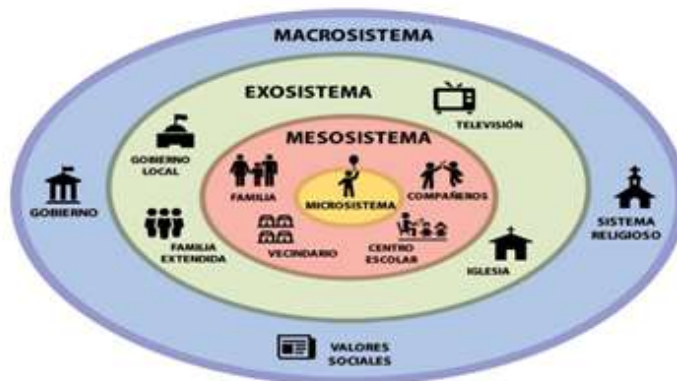 MACROSISTEMA
EXOSISTEMA
TELEVISIÓN
MESOSISTEMA
GOBIERNO
LOCAL
FAMILIA
COMPAÑEROS
MICROSISTEMA
GOBIERNO
SISTEMA
RELIGIOSO
FAMILIA
EXTENDIDA
VECINDARIO
CENTRO
ESCOLAR
IGLESIA
VALORES
SOCIALES